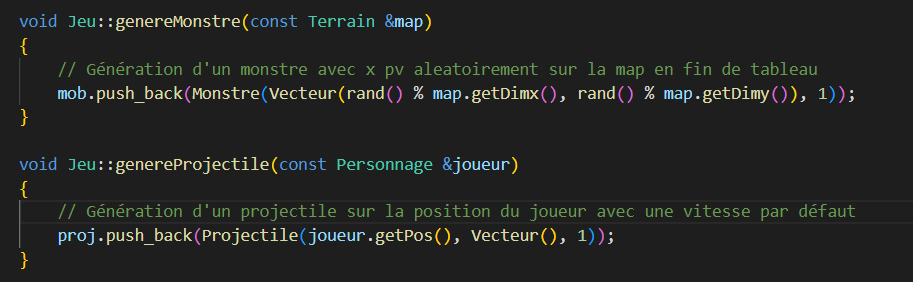 void Jeu::genereMonstre(const Terrain &map)
{
    // Génération d'un monstre avec x pv aleatoirement sur la map en fin de tableau
    mob.push_back(Monstre(Vecteur(rand() % map.getDimx(), rand() % map.getDimy()), 1));
}

void Jeu::genereProjectile(const Personnage &joueur)
{
    // Génération d'un projectile sur la position du joueur avec une vitesse par défaut
    proj.push_back(Projectile(joueur.getPos(), Vecteur(), 1));
}